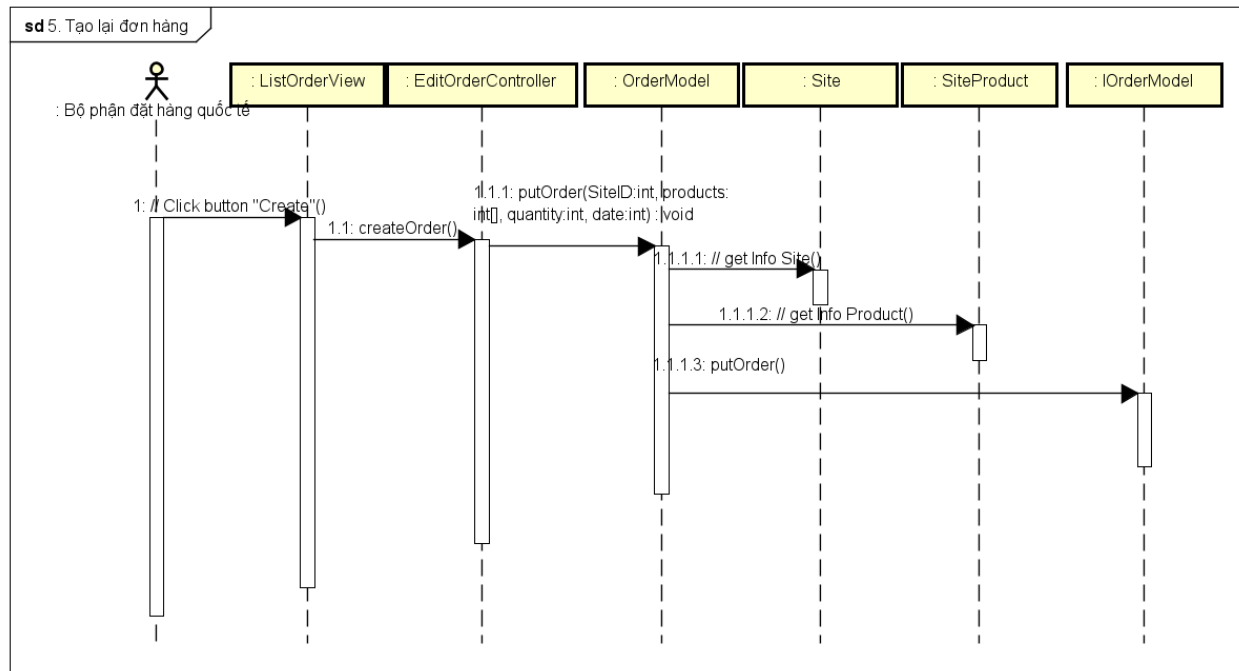 sd 5. Tạo lại đơn hàng
: ListOrderView
: EditOrderController
: OrderModel
: Site
: SiteProduct
: IOrderModel
: Bộ phận đặt hàng quốc tế
1.1.1: putOrder(SiteID:int, products:
int[], quantity:int, date:int) : void
1: // Click button "Create"()
1.1: createOrder()
1.1.1.1: // get Info Site()
1.1.1.2: // get Info Product()
1.1.1.3: putOrder()